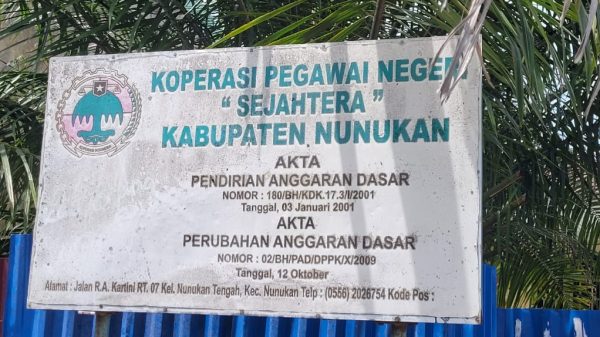 KOPERASI PEGAWAI NEGERI
" SEJAHTERA "
KABUPATEN NUNUKAN
AKTA
PENDIRIAN ANGGARAN DASAR
NOMOR : 180/BH/KDK.17.3/I/2001
Tanggal, 03 Januari 2001
AKTA
PERUBAHAN ANGGARAN DASAR
NOMOR : 02/BH/PAD/DPPK/X/2009
Tanggal, 12 Oktober
Alamat : Jalan R.A. Kartini RT. 07 Kel. Nunukan Tengah, Kec. Nunukan Telp : (0556) 2026754 Kode Pos :